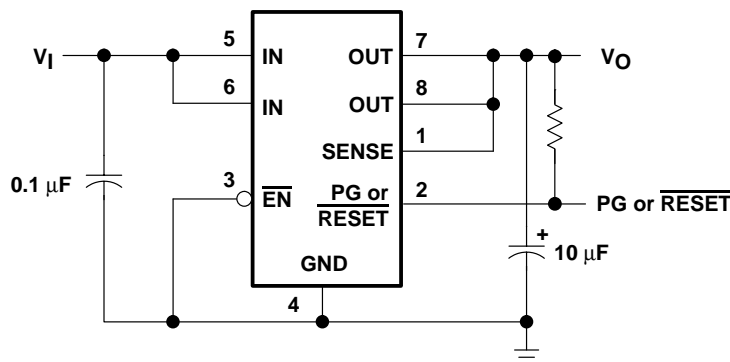 V_I
5
IN
6
IN
0.1 μF
3
EN
GND
4
OUT
7
OUT
8
SENSE
1
PG or
RESET
2
V_O
PG or RESET
+
10 μF